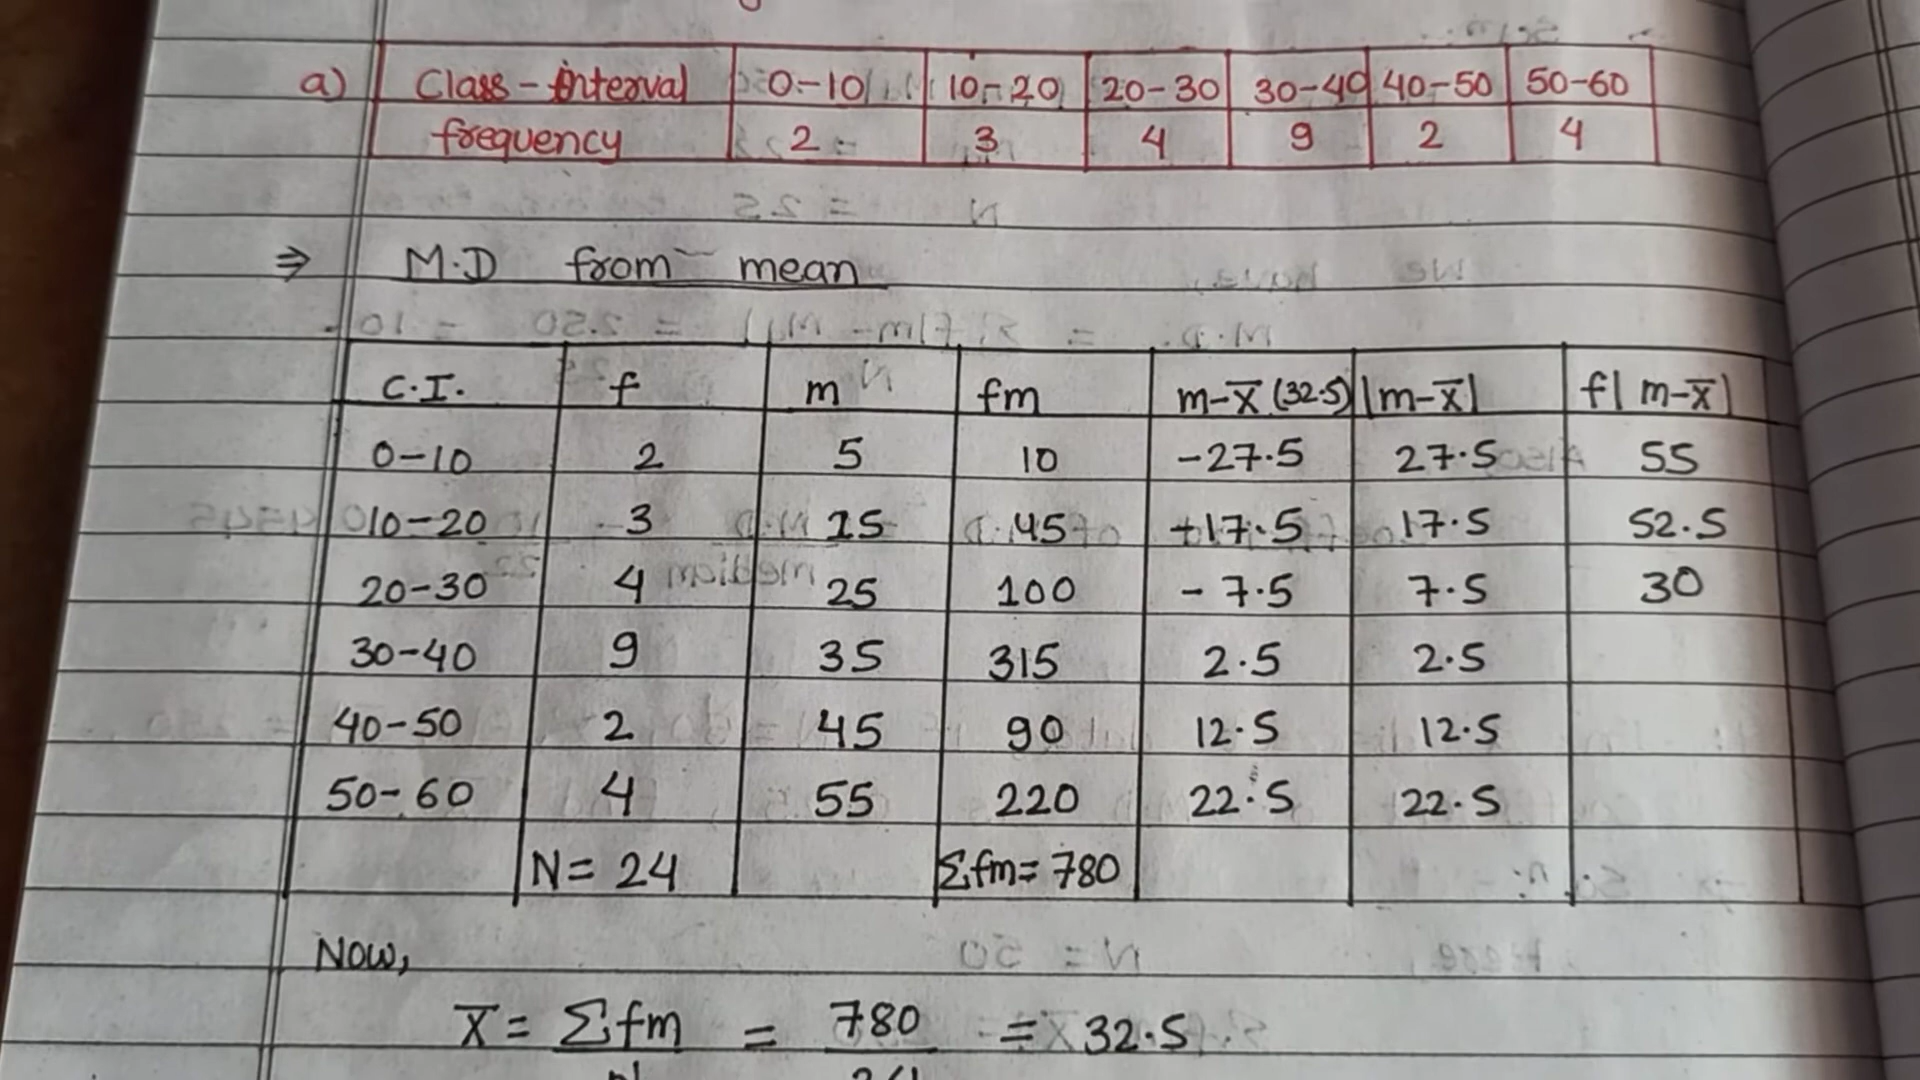 a) Class-interval 0-10 10-20 20-30 30-40 40-50 50-60
frequency 2 3 4 9 2 4
⇒ M.D from mean
C.I. f m fm m-x̄ (32.5) |m-x̄| f|m-x̄|
0-10 2 5 10 -27.5 27.5 55
10-20 3 15 45 +17.5 17.5 52.5
20-30 4 25 100 -7.5 7.5 30
30-40 9 35 315 2.5 2.5
40-50 2 45 90 12.5 12.5
50-60 4 55 220 22.5 22.5
N= 24 Σfm= 780
Now,
x̄ = Σfm = 780 = 32.5